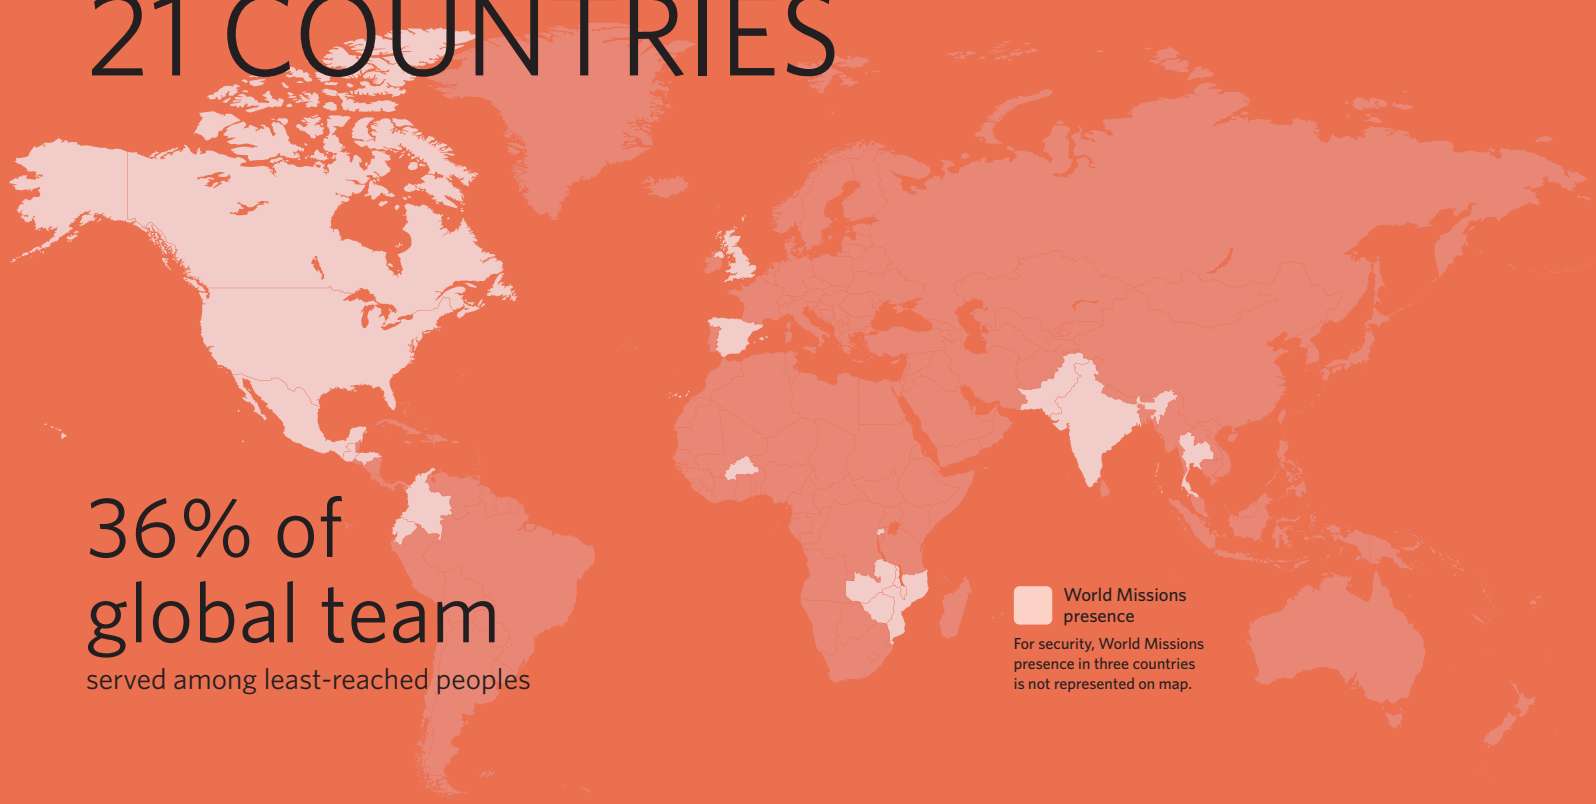 21 COUNTRIES
36% of
global team
served among least-reached peoples
World Missions
presence
For security, World Missions
presence in three countries
is not represented on map.